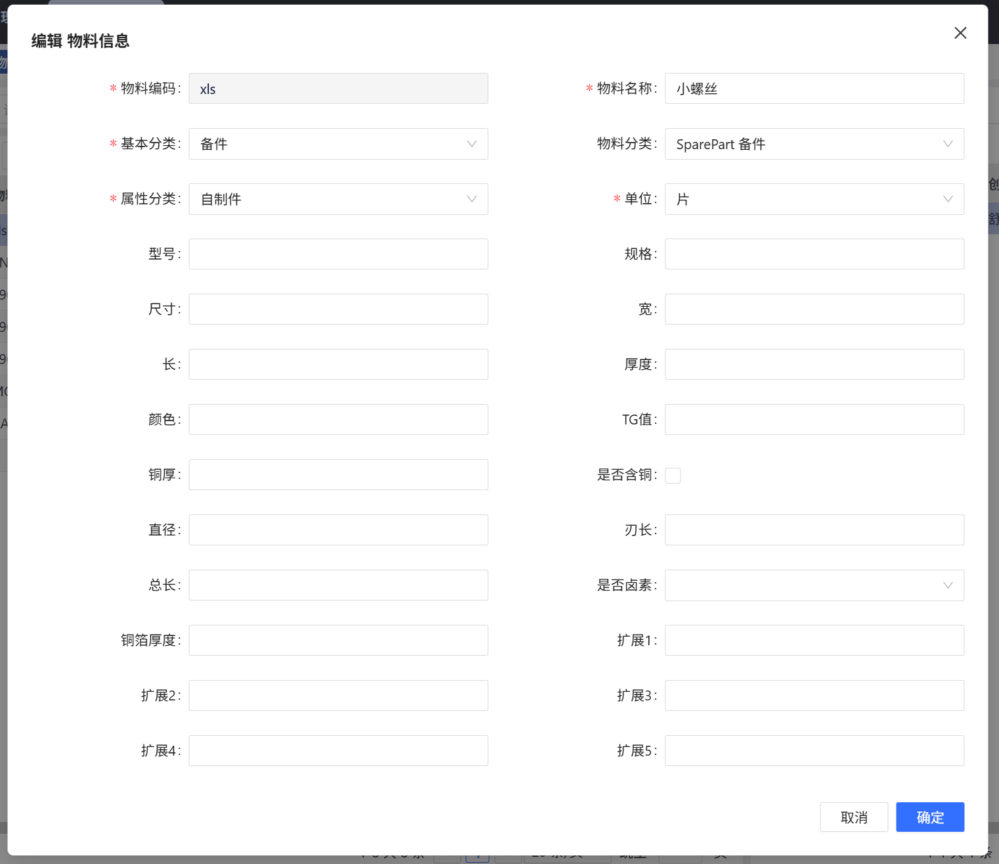 编辑 物料信息
* 物料编码: xls
* 物料名称: 小螺丝
* 基本分类: 备件
物料分类: SparePart 备件
* 属性分类: 自制件
* 单位: 片
型号:
规格:
尺寸:
宽:
长:
厚度:
颜色:
TG值:
铜厚:
是否含铜:
直径:
刃长:
总长:
是否卤素:
铜箔厚度:
扩展1:
扩展2:
扩展3:
扩展4:
扩展5:
取消
确定